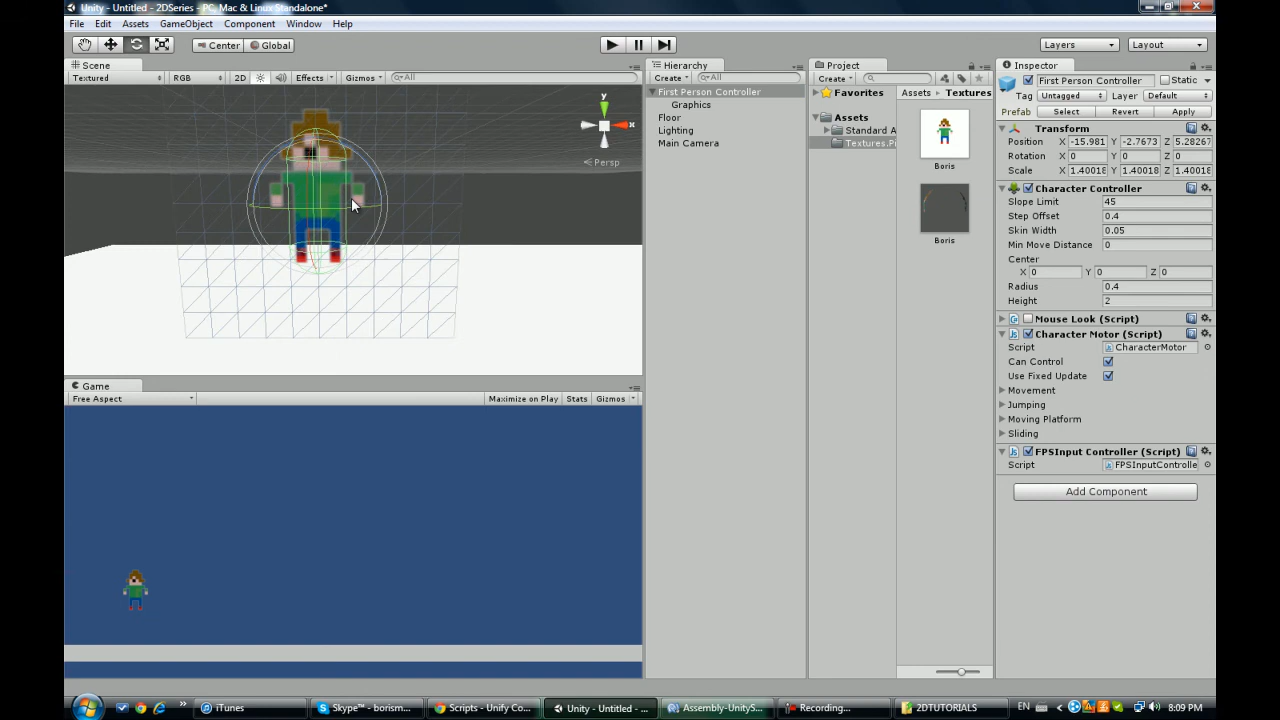 Unity - Untitled - 2DSeries - PC, Mac & Linux Standalone*
File Edit Assets GameObject Component Window Help
Center Global Layers Layout
Scene
Textured RGB 2D Effects Gizmos All
y
x
Persp
Game
Free Aspect Maximize on Play Stats Gizmos
Hierarchy
Create All
First Person Controller
Graphics
Floor
Lighting
Main Camera
Project
Create
Favorites
Assets
Standard A
Textures.Pi
Assets Textures
Boris
Boris
Inspector
First Person Controller Static
Tag Untagged Layer Default
Prefab Select Revert Apply
Transform
Position X -15.981 Y -2.7673 Z 5.28267
Rotation X 0 Y 0 Z 0
Scale X 1.40018 Y 1.40018 Z 1.40018
Character Controller
Slope Limit 45
Step Offset 0.4
Skin Width 0.05
Min Move Distance 0
Center
X 0 Y 0 Z 0
Radius 0.4
Height 2
Mouse Look (Script)
Character Motor (Script)
Script CharacterMotor
Can Control
Use Fixed Update
Movement
Jumping
Moving Platform
Sliding
FPSInput Controller (Script)
Script FPSInputControlle
Add Component
iTunes Skype™ - borism... Scripts - Unify Co... Unity - Untitled - ... Assembly-UnityS... Recording... 2DTUTORIALS EN 8:09 PM